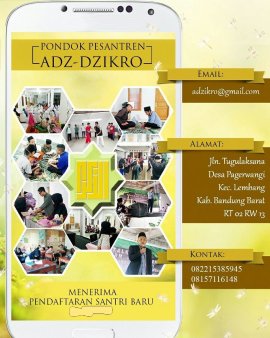 PONDOK PESANTREN
ADZ-DZIKRO
MENERIMA
PENDAFTARAN SANTRI BARU
EMAIL:
adzikro@gmail.com
ALAMAT:
Jln. Tugulaksana
Desa Pagerwangi
Kec. Lembang
Kab. Bandung Barat
RT 02 RW 13
KONTAK:
082215385945
08157116148